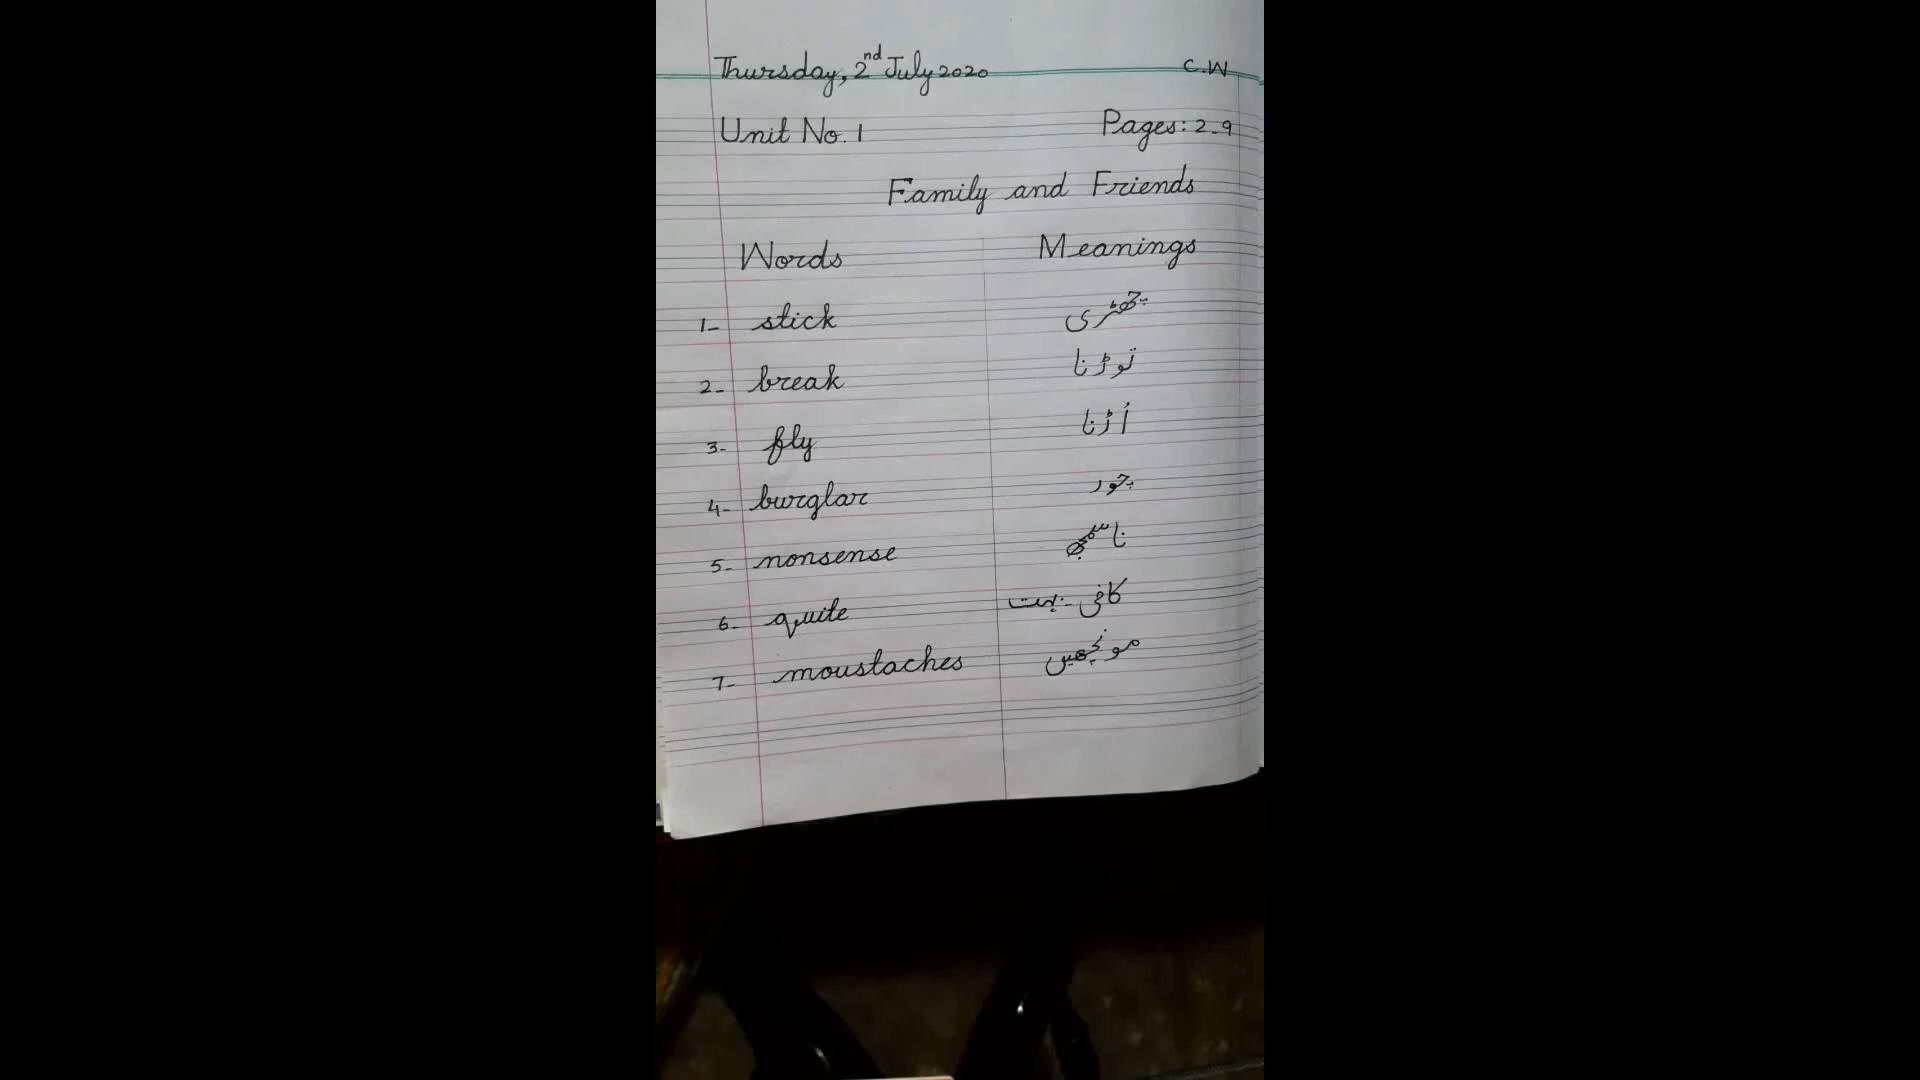 Thursday, 2nd July 2020 C.W
Unit No. 1 Pages: 2-9
Family and Friends
Words Meanings
1- stick چھڑی
2- break توڑنا
3- fly اُڑنا
4- burglar چور
5- nonsense ناسمجھ
6- quite کافی - بہت
7- moustaches مونچھیں